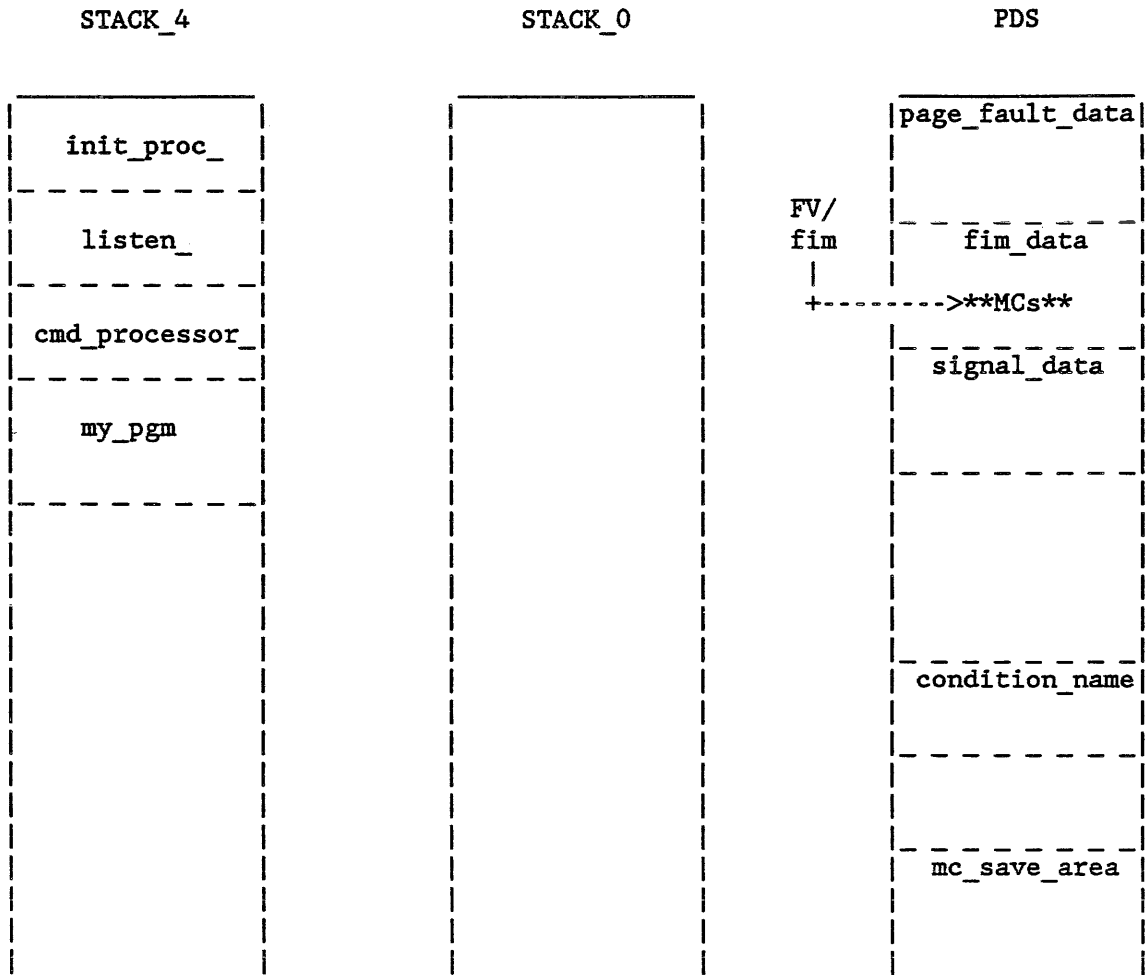 STACK_4 STACK_0 PDS
page_fault_data
init_proc_
FV/
listen_ fim fim_data
+-------->**MCs**
cmd_processor_
signal_data
my_pgm
condition_name
mc_save_area